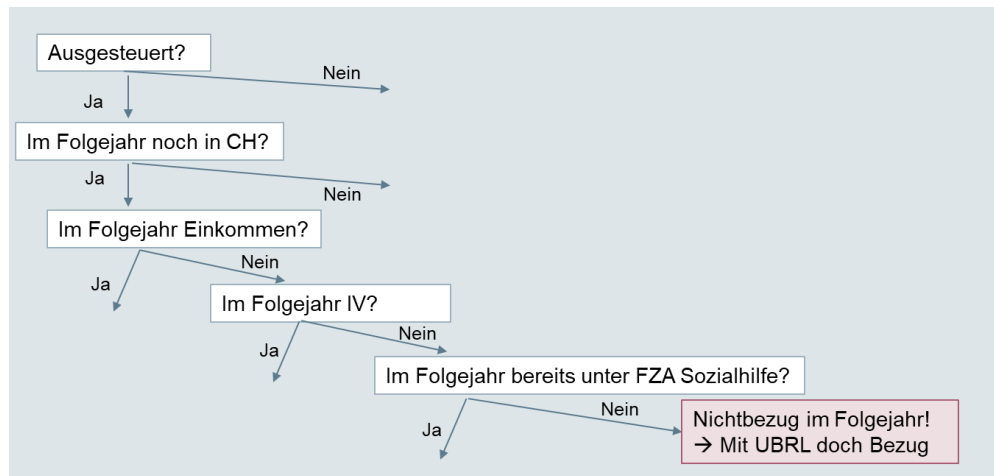 Ausgesteuert?
Nein
Ja
Im Folgejahr noch in CH?
Ja
Nein
Im Folgejahr Einkommen?
Nein
Ja
Im Folgejahr IV?
Nein
Ja
Im Folgejahr bereits unter FZA Sozialhilfe?
Nein
Ja
Nichtbezug im Folgejahr!
→ Mit UBRL doch Bezug